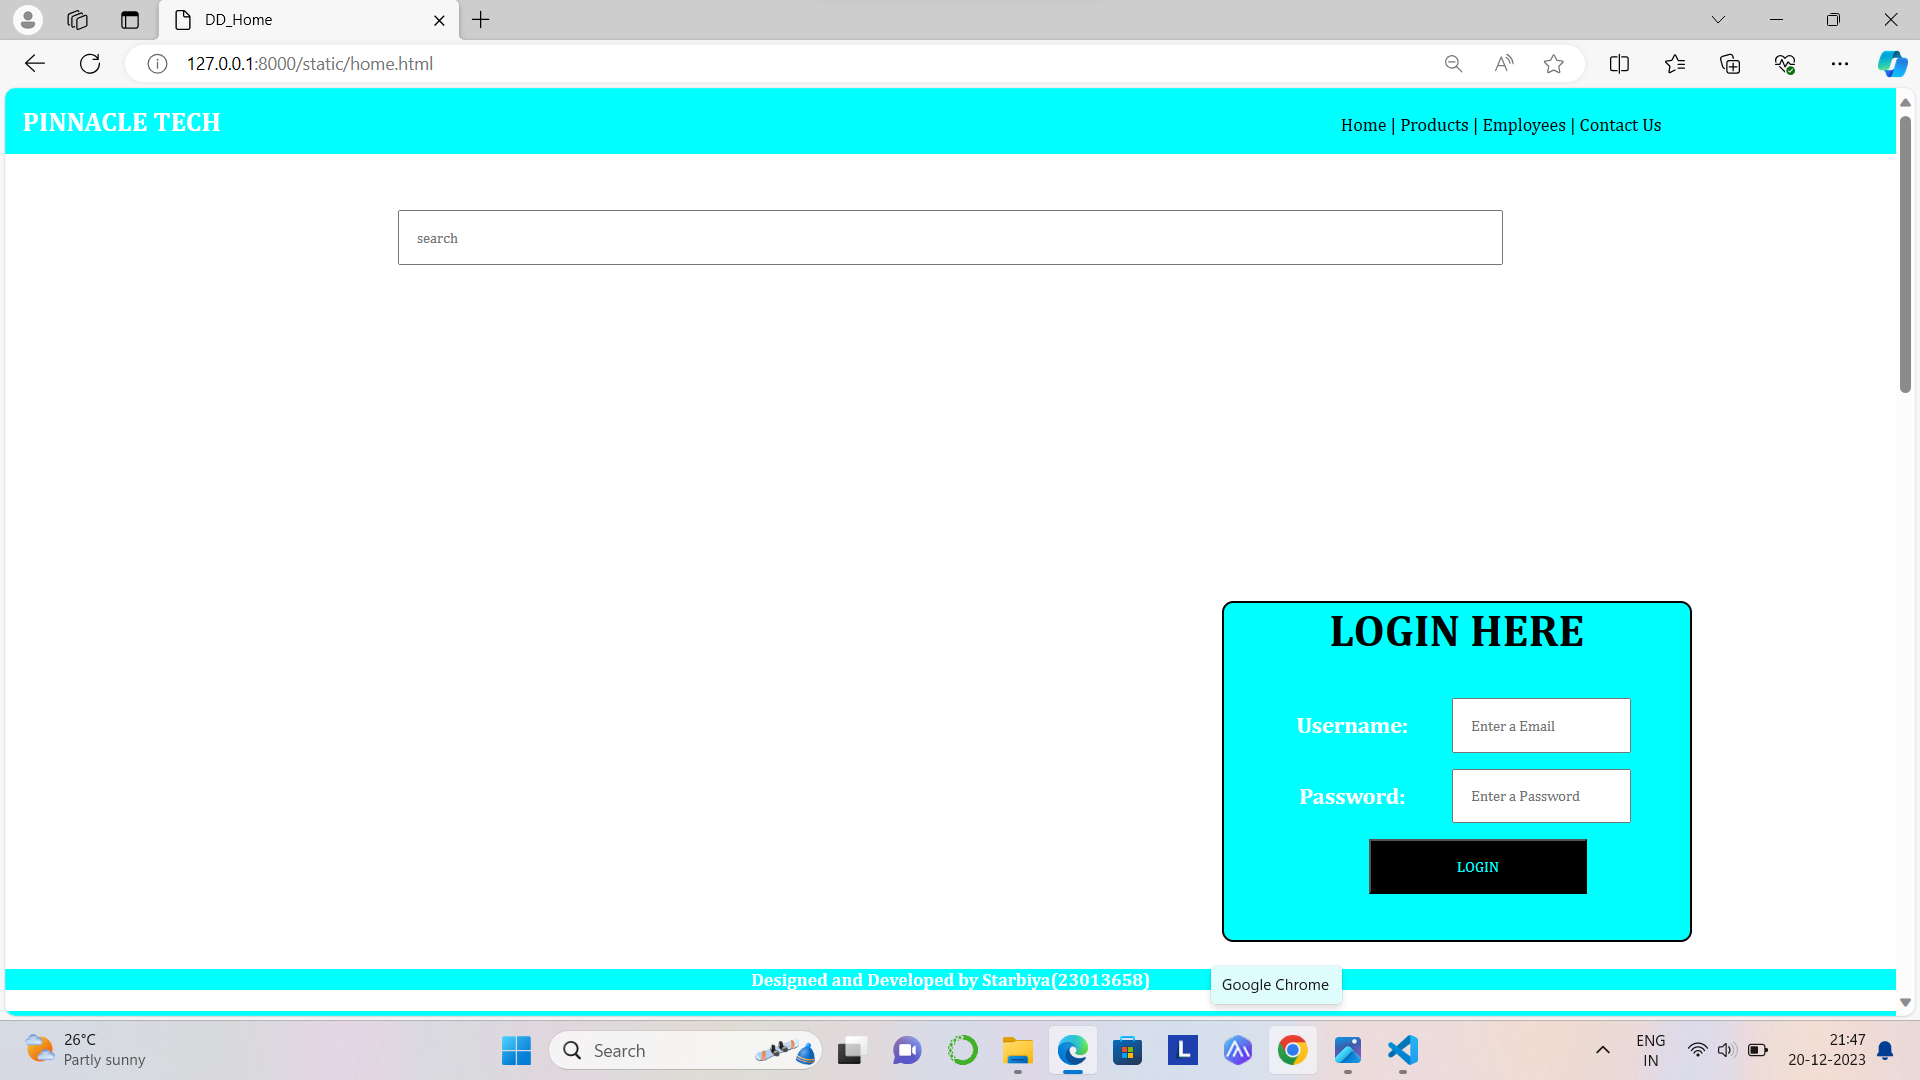 DD_Home
127.0.0.1:8000/static/home.html
PINNACLE TECH
Home | Products | Employees | Contact Us
search
LOGIN HERE
Username:
Enter a Email
Password:
Enter a Password
LOGIN
Designed and Developed by Starbiya(23013658)
Google Chrome
26°C
Partly sunny
Search
L
ENG
IN
21:47
20-12-2023